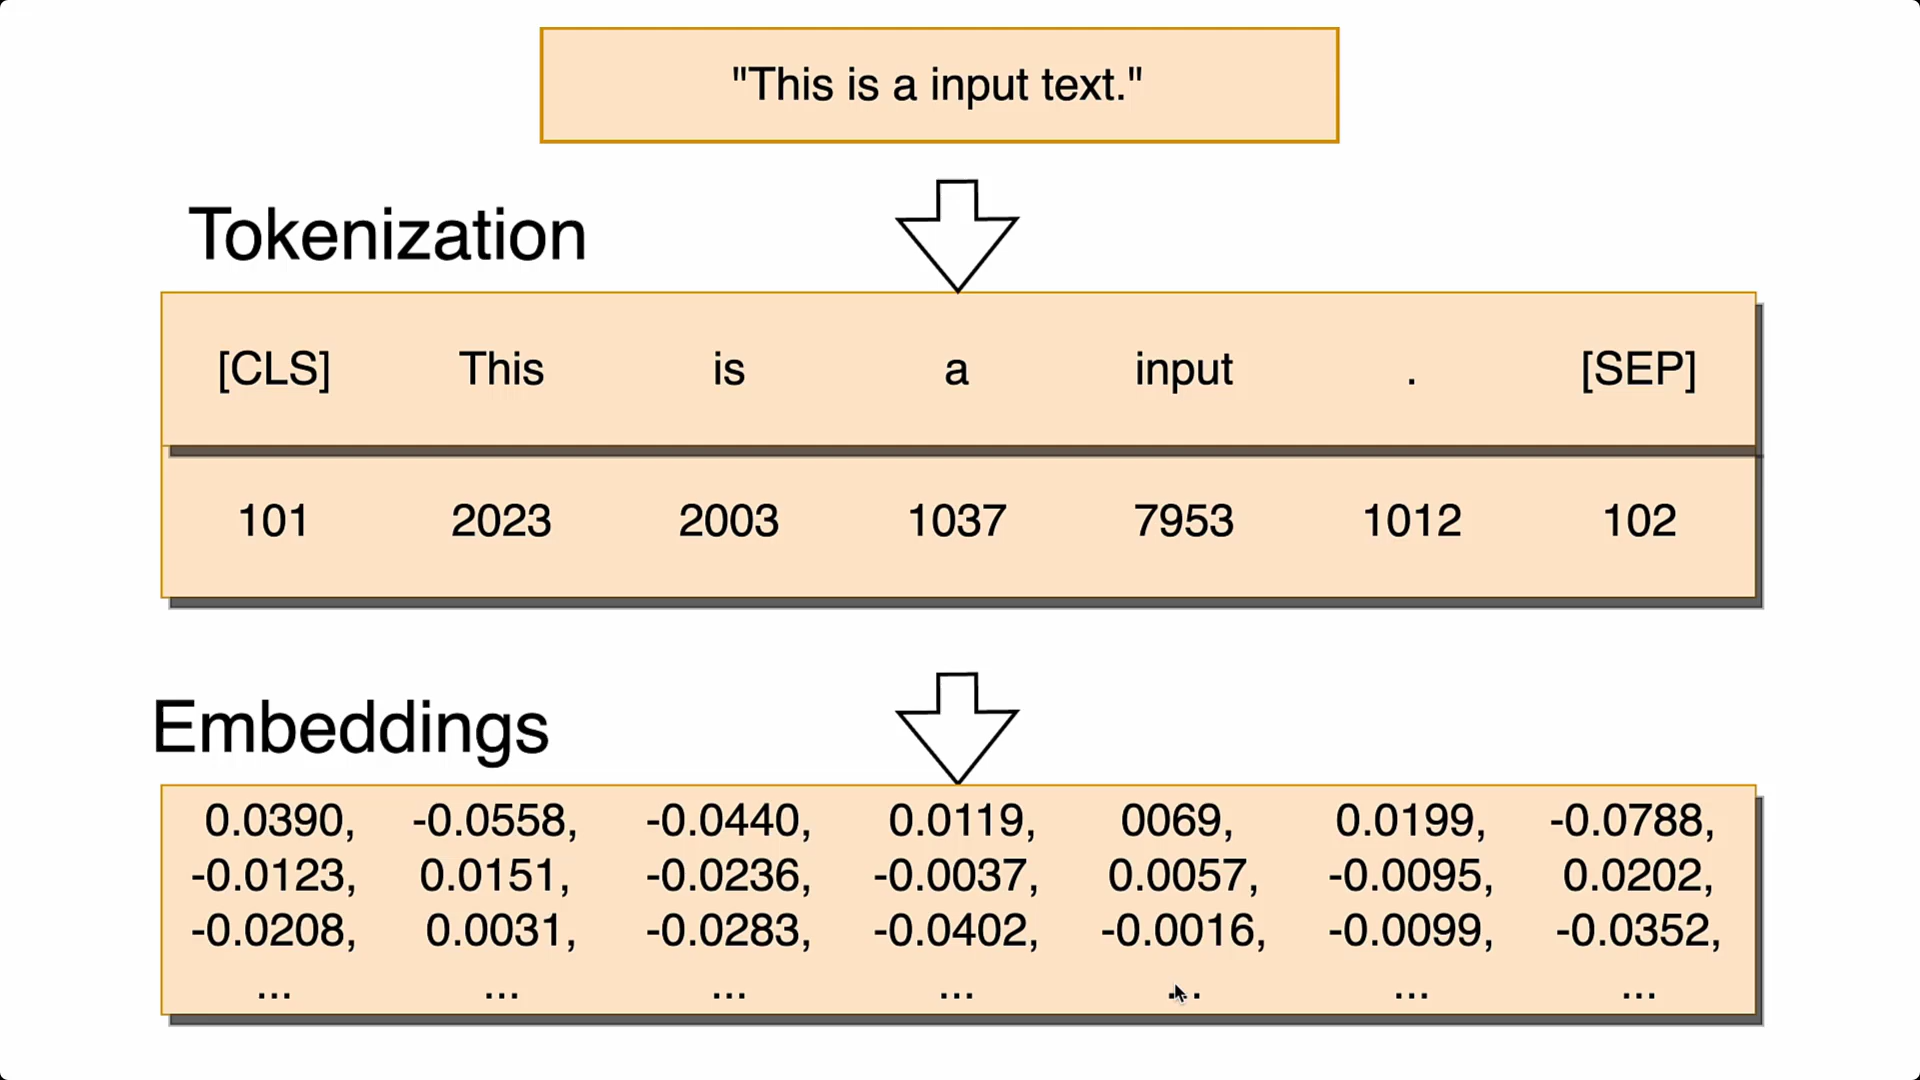 "This is a input text."
Tokenization
[CLS] This is a input . [SEP]
101 2023 2003 1037 7953 1012 102
Embeddings
0.0390, -0.0558, -0.0440, 0.0119, 0069, 0.0199, -0.0788,
-0.0123, 0.0151, -0.0236, -0.0037, 0.0057, -0.0095, 0.0202,
-0.0208, 0.0031, -0.0283, -0.0402, -0.0016, -0.0099, -0.0352,
... ... ... ... ... ... ...